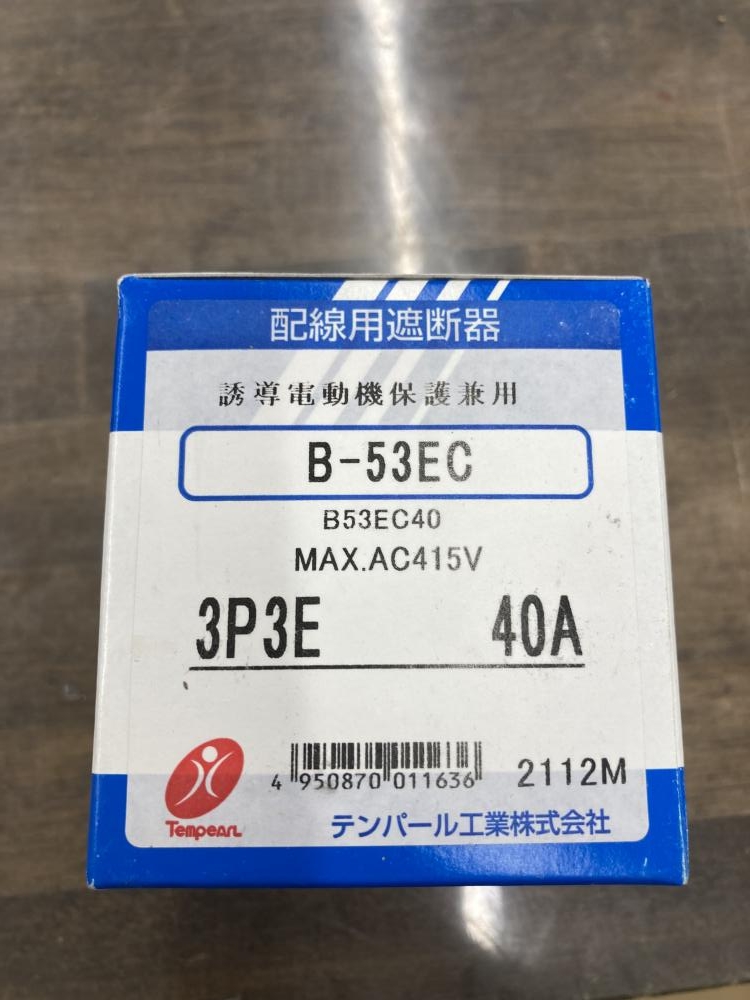 配線用遮断器
誘導電動機保護兼用
B-53EC
B53EC40
MAX.AC415V
3P3E 40A
4 950870 011636 2112M
Tempearl テンパール工業株式会社